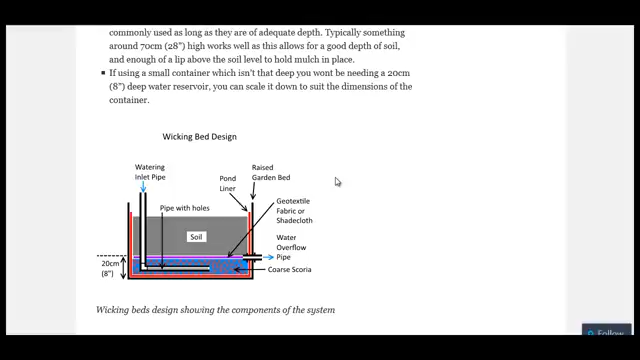 commonly used as long as they are of adequate depth. Typically something
around 70cm (28”) high works well as this allows for a good depth of soil,
and enough of a lip above the soil level to hold mulch in place.
If using a small container which isn't that deep you wont be needing a 20cm
(8”) deep water reservoir, you can scale it down to suit the dimensions of the
container.
Wicking Bed Design
Watering
Inlet Pipe
Pond
Liner
Raised
Garden Bed
Pipe with holes
Geotextile
Fabric or
Shadecloth
Soil
Water
Overflow
Pipe
20cm
(8")
Coarse Scoria
Wicking beds design showing the components of the system
Follow